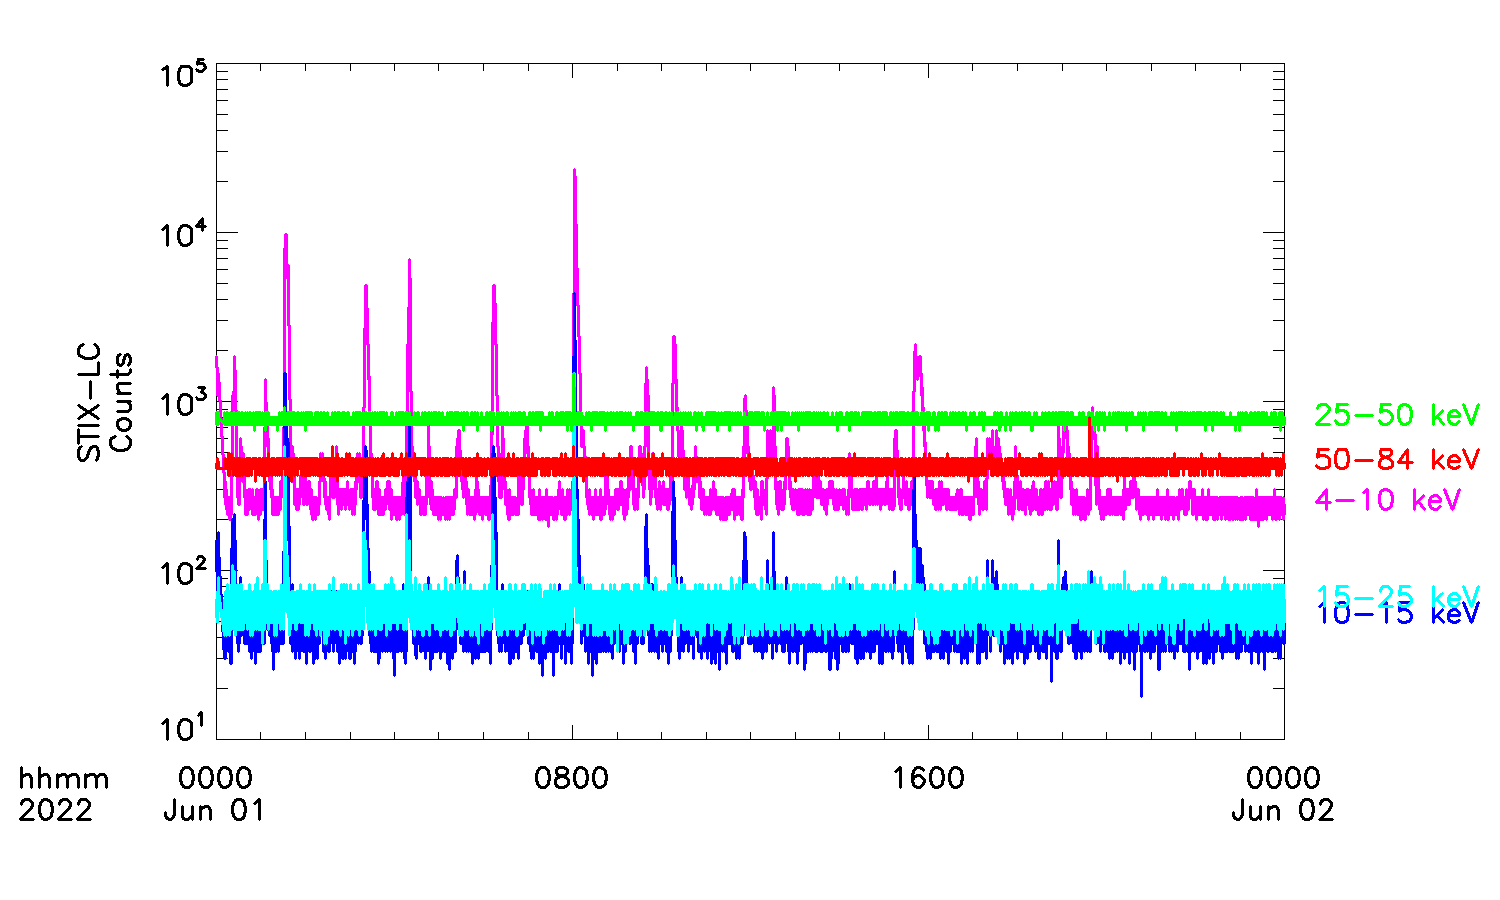 10⁵
10⁴
10³
10²
10¹
STIX-LC
Counts
25-50 keV
50-84 keV
4-10 keV
15-25 keV
10-15 keV
hhmm 0000 0800 1600 0000
2022 Jun 01 Jun 02